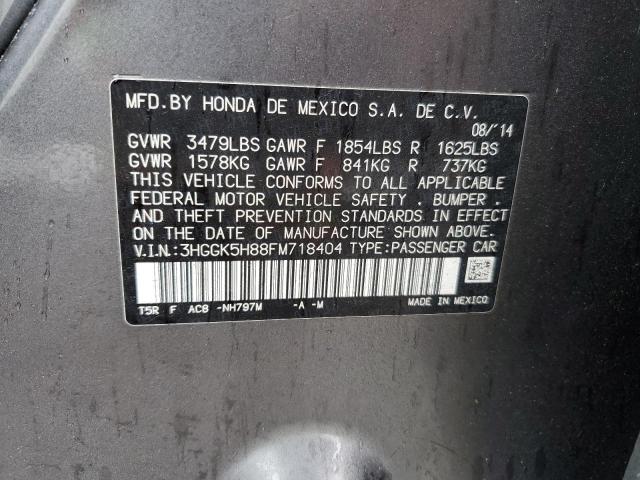 MFD.BY HONDA DE MEXICO S.A. DE C.V.
08/'14
GVWR 3479LBS GAWR F 1854LBS R 1625LBS
GVWR 1578KG GAWR F 841KG R 737KG
THIS VEHICLE CONFORMS TO ALL APPLICABLE
FEDERAL MOTOR VEHICLE SAFETY . BUMPER .
AND THEFT PREVENTION STANDARDS IN EFFECT
ON THE DATE OF MANUFACTURE SHOWN ABOVE.
V.I.N.:3HGGK5H88FM718404 TYPE:PASSENGER CAR
T5R F AC8 -NH797M -A -M MADE IN MEXICO